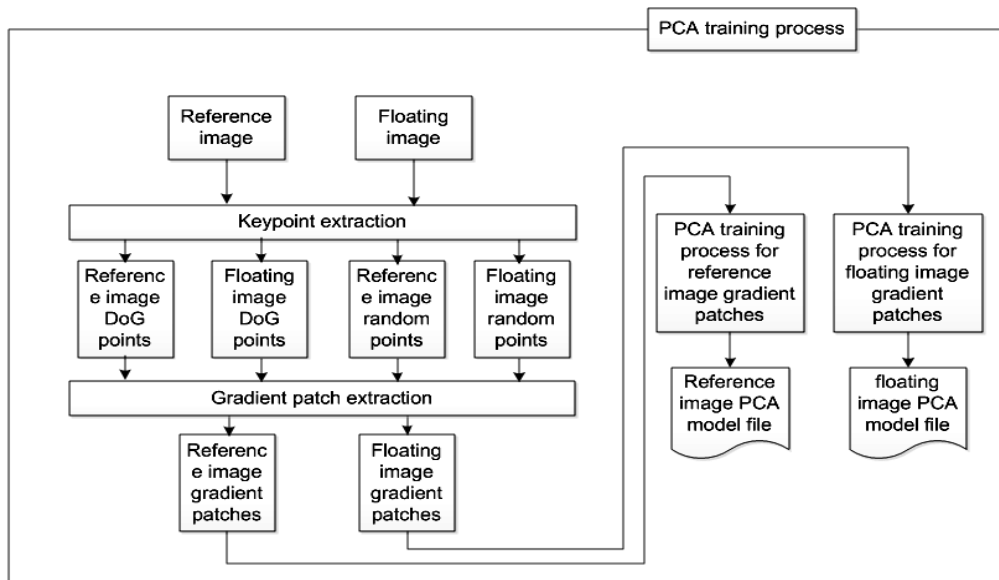 PCA training process
Reference
image
Floating
image
Keypoint extraction
Referenc
e image
DoG
points
Floating
image
DoG
points
Referenc
e image
random
points
Floating
image
random
points
Gradient patch extraction
Referenc
e image
gradient
patches
Floating
image
gradient
patches
PCA training
process for
reference
image gradient
patches
PCA training
process for
floating image
gradient
patches
Reference
image PCA
model file
floating
image PCA
model file